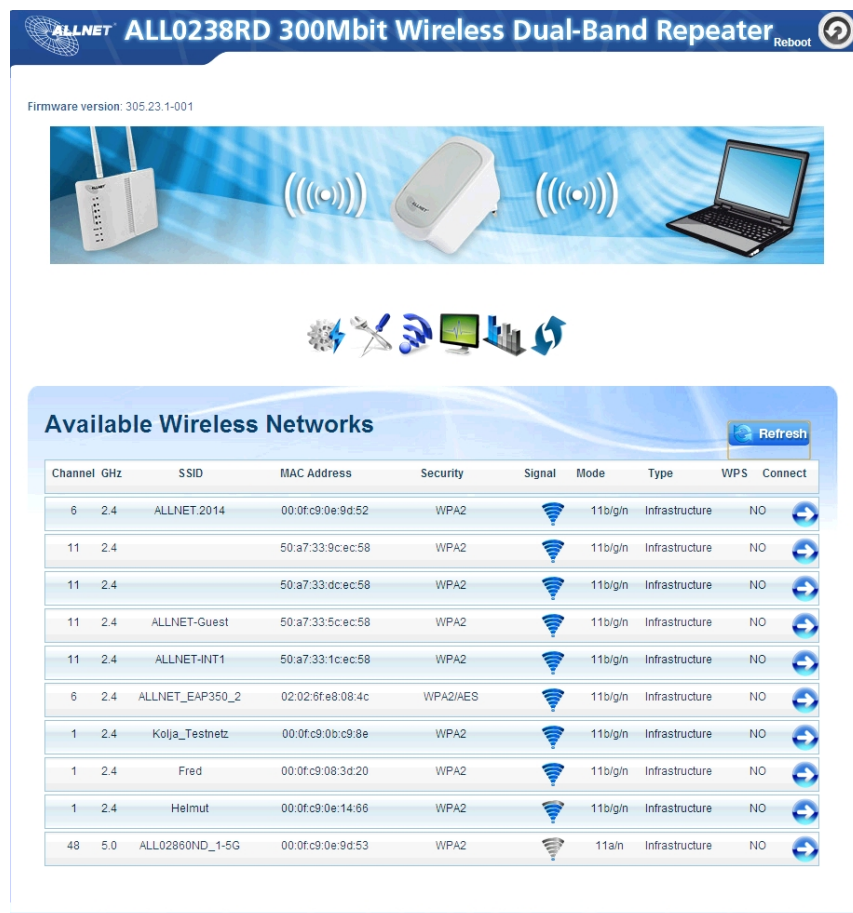 ALLNET ALL0238RD 300Mbit Wireless Dual-Band Repeater Reboot
Firmware version: 305.23.1-001
ALLNET
ALLNET
Available Wireless Networks
Refresh
Channel GHz SSID MAC Address Security Signal Mode Type WPS Connect
6 2.4 ALLNET.2014 00:0f:c9:0e:9d:52 WPA2 11b/g/n Infrastructure NO
11 2.4 50:a7:33:9c:ec:58 WPA2 11b/g/n Infrastructure NO
11 2.4 50:a7:33:dc:ec:58 WPA2 11b/g/n Infrastructure NO
11 2.4 ALLNET-Guest 50:a7:33:5c:ec:58 WPA2 11b/g/n Infrastructure NO
11 2.4 ALLNET-INT1 50:a7:33:1c:ec:58 WPA2 11b/g/n Infrastructure NO
6 2.4 ALLNET_EAP350_2 02:02:6f:e8:08:4c WPA2/AES 11b/g/n Infrastructure NO
1 2.4 Kolja_Testnetz 00:0f:c9:0b:c9:8e WPA2 11b/g/n Infrastructure NO
1 2.4 Fred 00:0f:c9:08:3d:20 WPA2 11b/g/n Infrastructure NO
1 2.4 Helmut 00:0f:c9:0e:14:66 WPA2 11b/g/n Infrastructure NO
48 5.0 ALL02860ND_1-5G 00:0f:c9:0e:9d:53 WPA2 11a/n Infrastructure NO